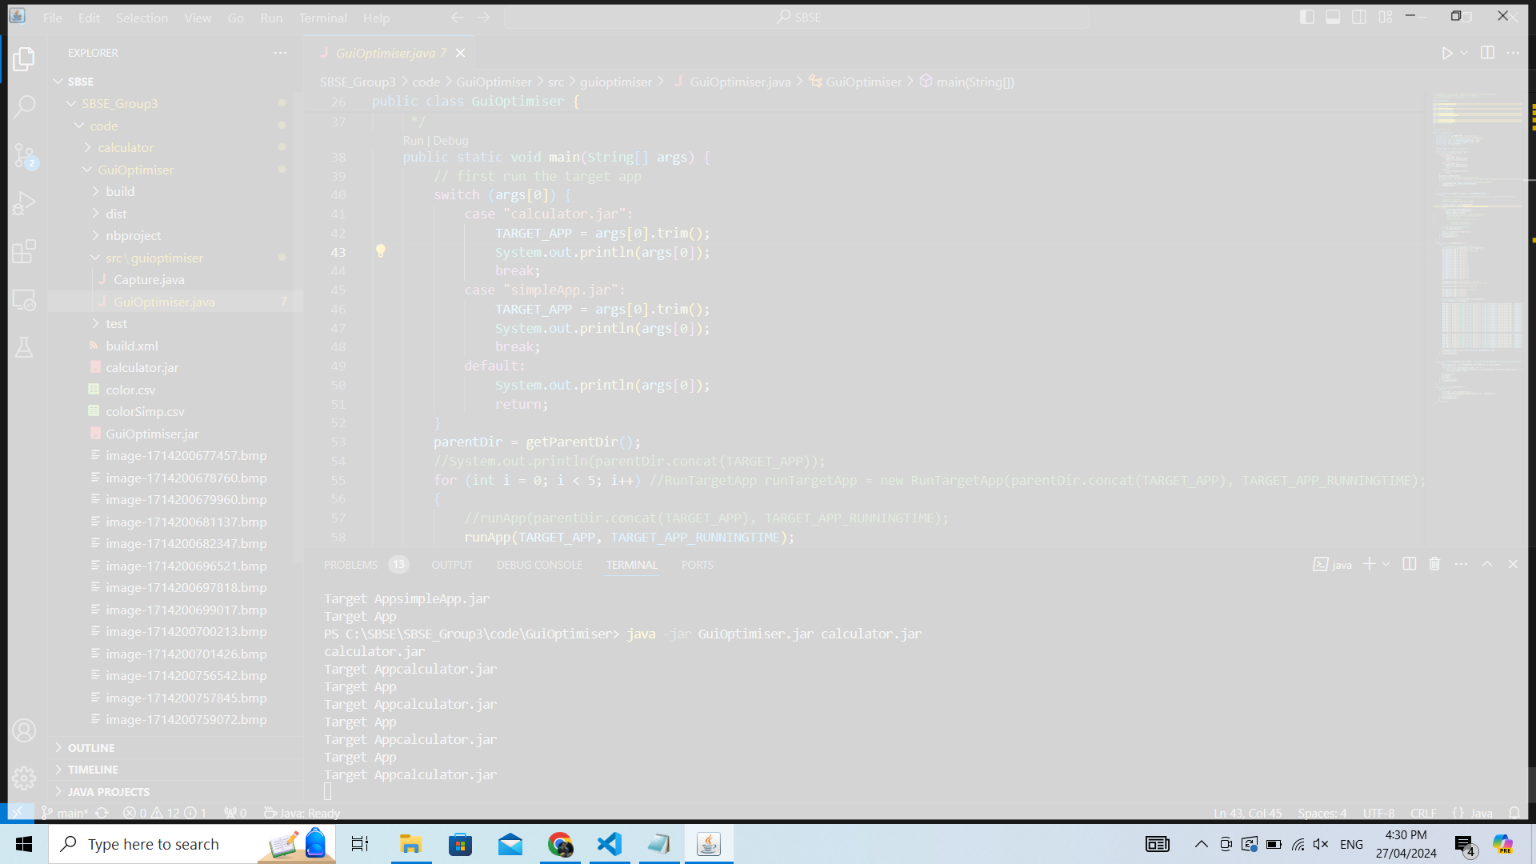 File Edit Selection View Go Run Terminal Help
SBSE
EXPLORER
SBSE
SBSE_Group3
code
calculator
GuiOptimiser
build
dist
nbproject
src\guioptimiser
Capture.java
GuiOptimiser.java 7
test
build.xml
calculator.jar
color.csv
colorSimp.csv
GuiOptimiser.jar
image-1714200677457.bmp
image-1714200678760.bmp
image-1714200679960.bmp
image-1714200681137.bmp
image-1714200682347.bmp
image-1714200696521.bmp
image-1714200697818.bmp
image-1714200699017.bmp
image-1714200700213.bmp
image-1714200701426.bmp
image-1714200756542.bmp
image-1714200757845.bmp
image-1714200759072.bmp
OUTLINE
TIMELINE
JAVA PROJECTS
2
GuiOptimiser.java 7
SBSE_Group3 > code > GuiOptimiser > src > guioptimiser > GuiOptimiser.java > GuiOptimiser > main(String[])
26 public class GuiOptimiser {
37 */
Run | Debug
38 public static void main(String[] args) {
39 // first run the target app
40 switch (args[0]) {
41 case "calculator.jar":
42 TARGET_APP = args[0].trim();
43 System.out.println(args[0]);
44 break;
45 case "simpleApp.jar":
46 TARGET_APP = args[0].trim();
47 System.out.println(args[0]);
48 break;
49 default:
50 System.out.println(args[0]);
51 return;
52 }
53 parentDir = getParentDir();
54 //System.out.println(parentDir.concat(TARGET_APP));
55 for (int i = 0; i < 5; i++) //RunTargetApp runTargetApp = new RunTargetApp(parentDir.concat(TARGET_APP), TARGET_APP_RUNNINGTIME);
56 {
57 //runApp(parentDir.concat(TARGET_APP), TARGET_APP_RUNNINGTIME);
58 runApp(TARGET_APP, TARGET_APP_RUNNINGTIME);
PROBLEMS 13 OUTPUT DEBUG CONSOLE TERMINAL PORTS
java
Target AppsimpleApp.jar
Target App
PS C:\SBSE\SBSE_Group3\code\GuiOptimiser> java -jar GuiOptimiser.jar calculator.jar
calculator.jar
Target Appcalculator.jar
Target App
Target Appcalculator.jar
Target App
Target Appcalculator.jar
Target App
Target Appcalculator.jar
main* 0 12 1 0 Java: Ready Ln 43, Col 45 Spaces: 4 UTF-8 CRLF {} Java
Type here to search
ENG
4:30 PM
27/04/2024
4
PRE